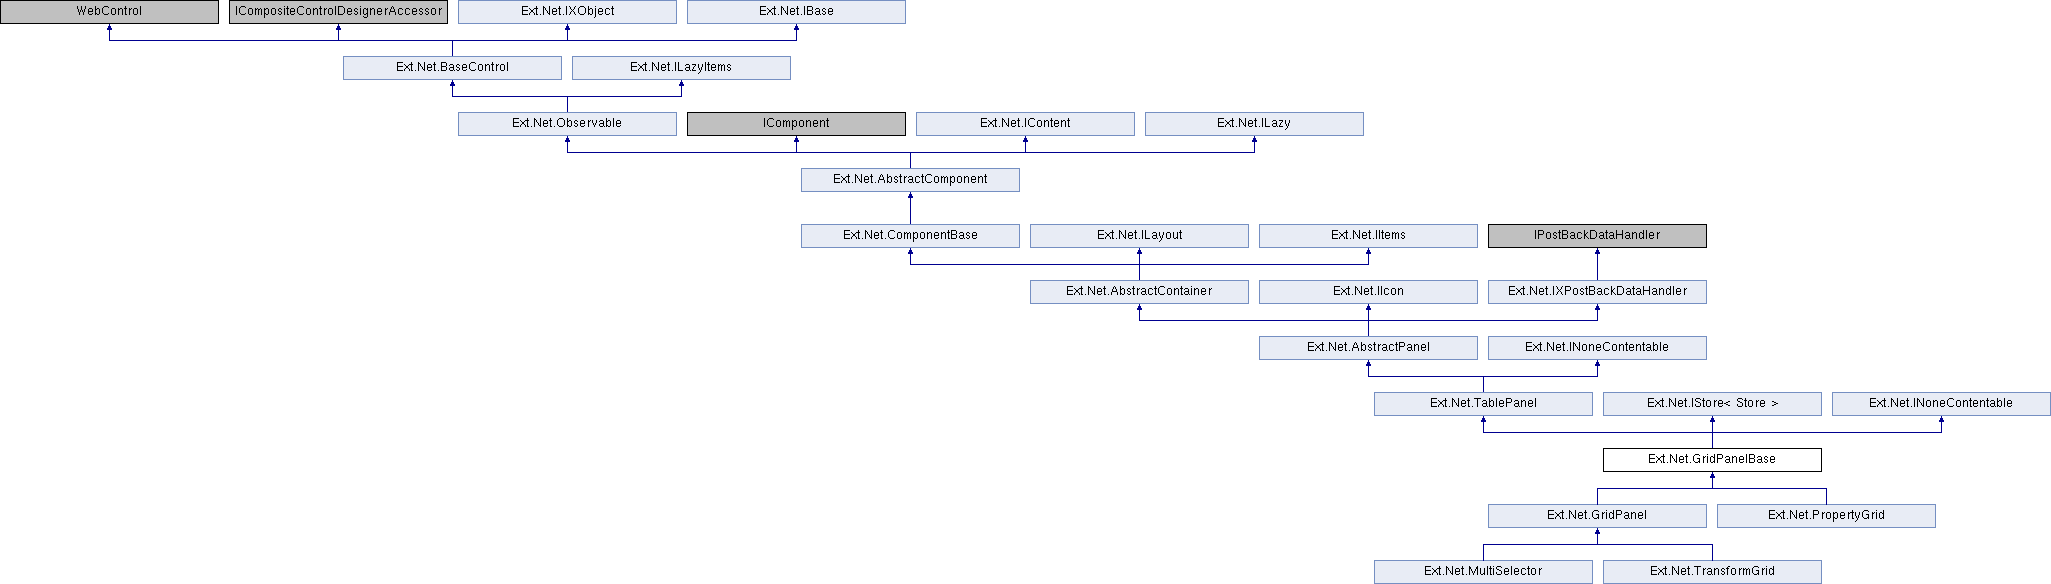 WebControl
ICompositeControlDesignerAccessor
Ext.Net.IXObject
Ext.Net.IBase
Ext.Net.BaseControl
Ext.Net.ILazyItems
Ext.Net.Observable
IComponent
Ext.Net.IContent
Ext.Net.ILazy
Ext.Net.AbstractComponent
Ext.Net.ComponentBase
Ext.Net.ILayout
Ext.Net.IItems
IPostBackDataHandler
Ext.Net.AbstractContainer
Ext.Net.IIcon
Ext.Net.IXPostBackDataHandler
Ext.Net.AbstractPanel
Ext.Net.INoneContentable
Ext.Net.TablePanel
Ext.Net.IStore< Store >
Ext.Net.INoneContentable
Ext.Net.GridPanelBase
Ext.Net.GridPanel
Ext.Net.PropertyGrid
Ext.Net.MultiSelector
Ext.Net.TransformGrid